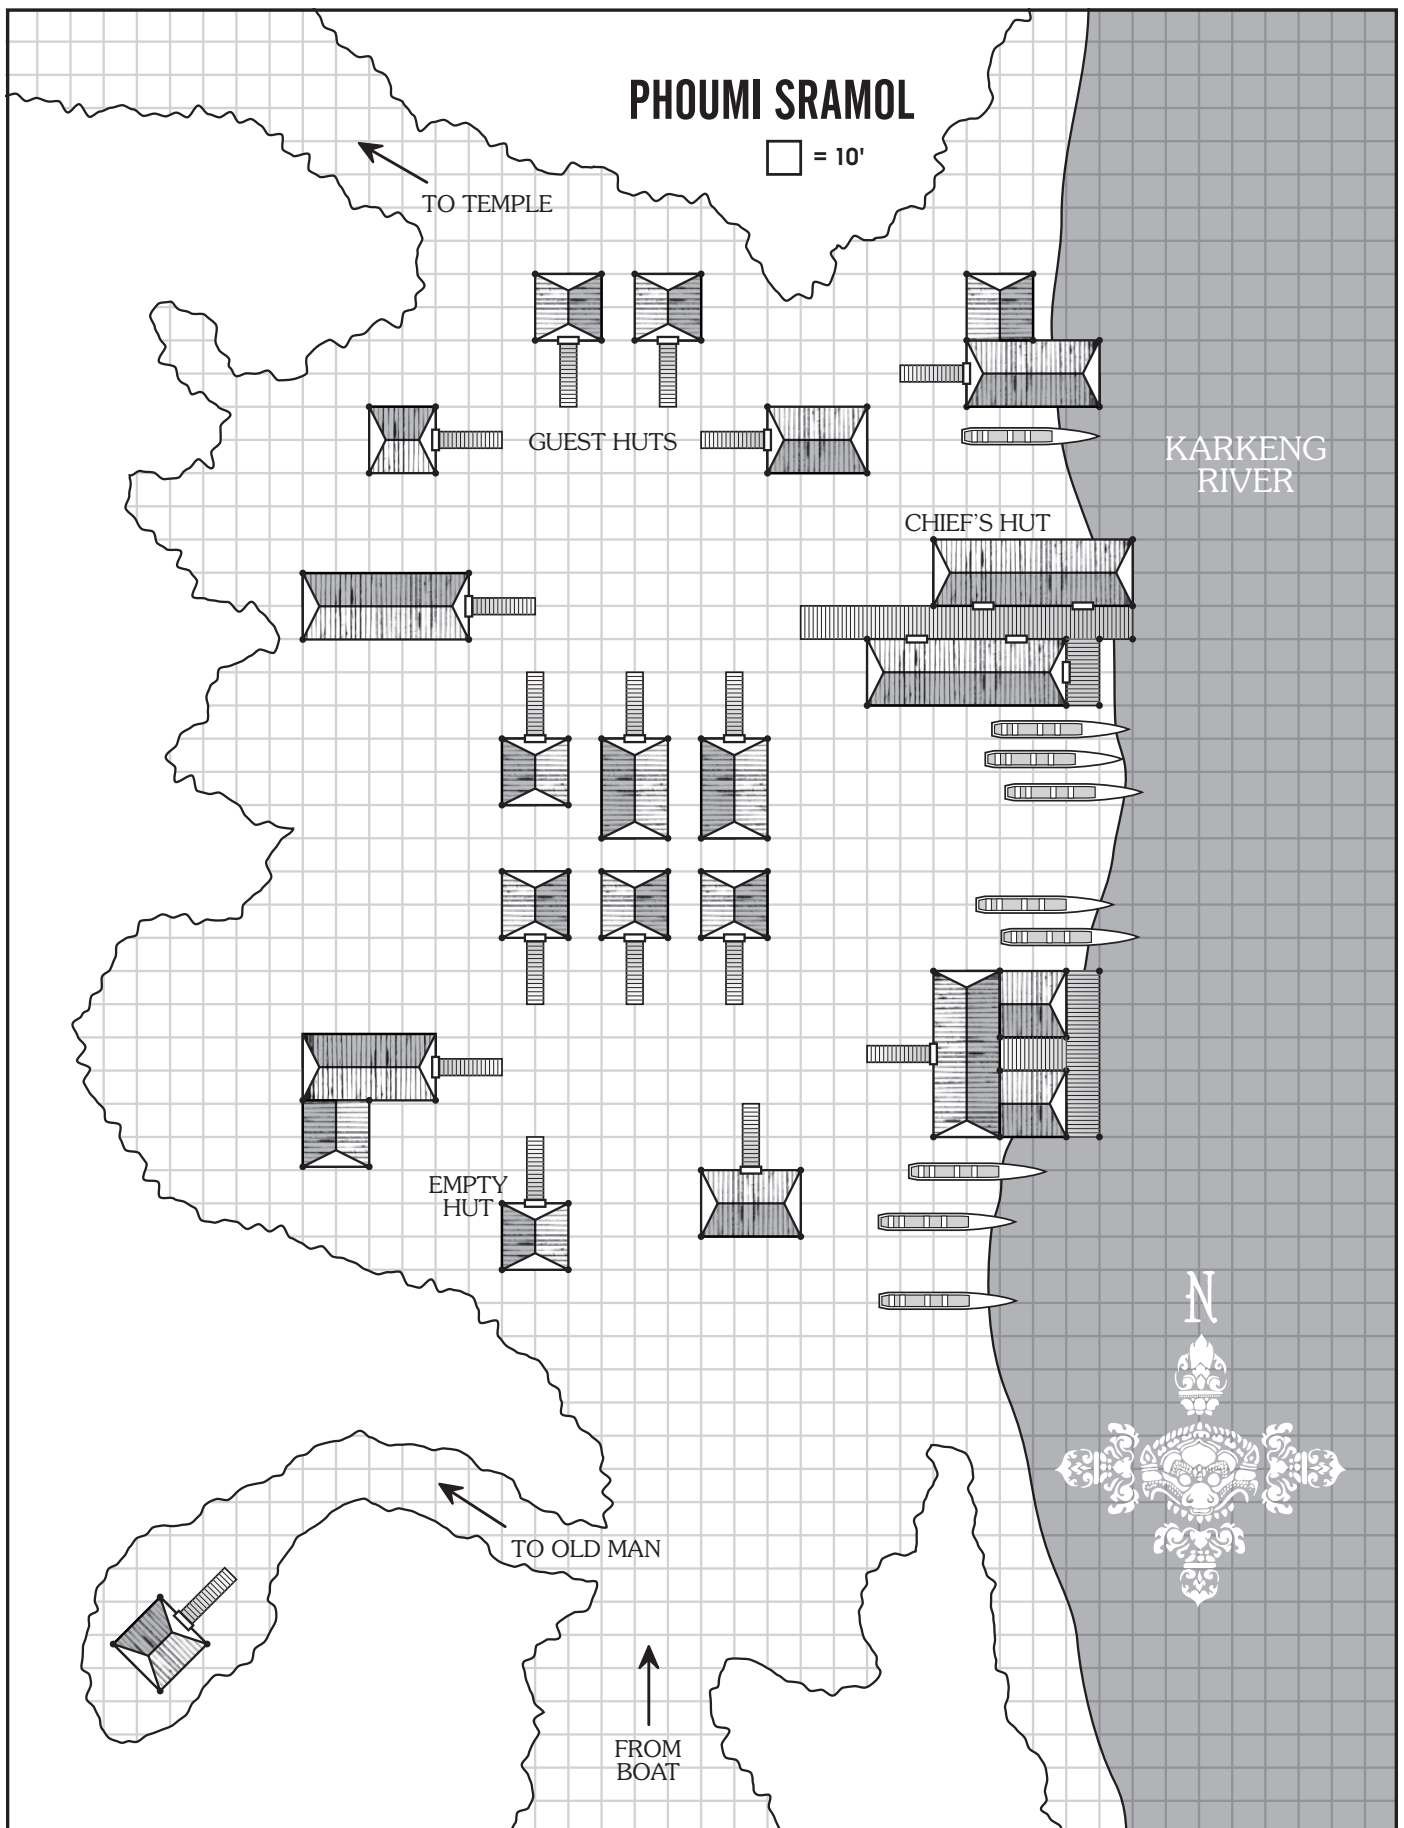 PHOUMI SRAMOL
= 10'
TO TEMPLE
GUEST HUTS
KARKENG
RIVER
CHIEF'S HUT
EMPTY
HUT
N
TO OLD MAN
FROM
BOAT